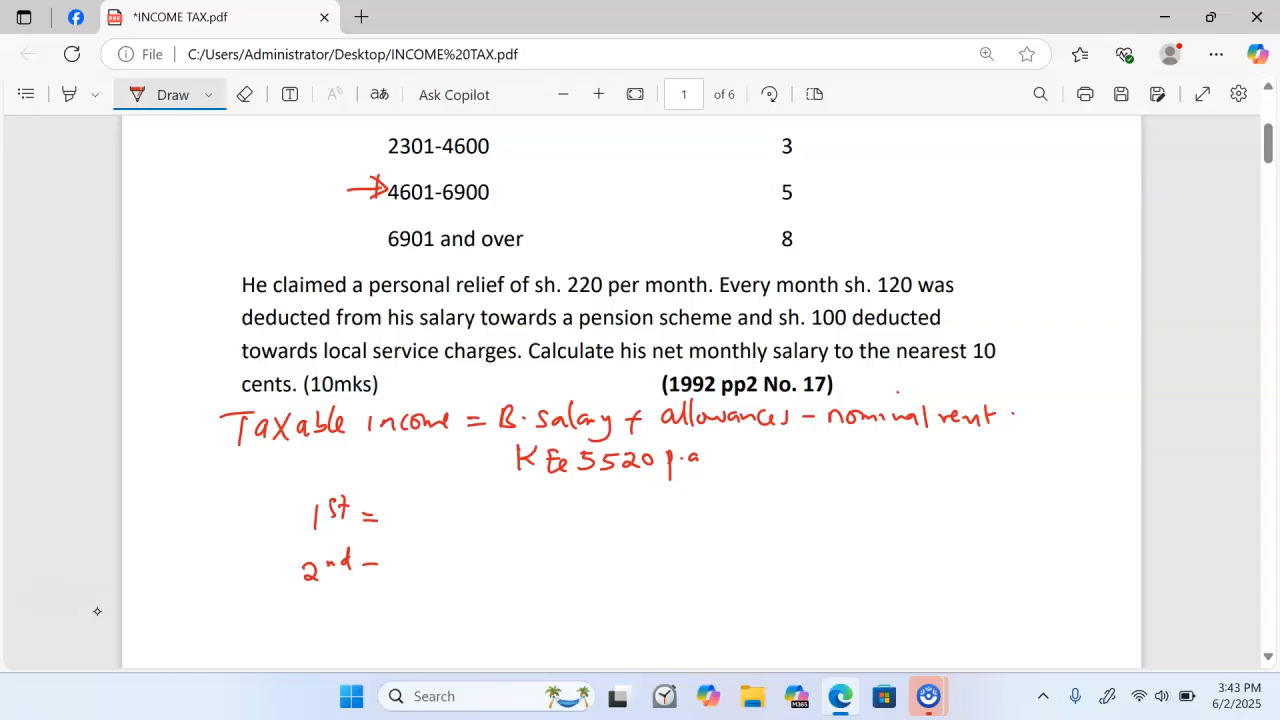 *INCOME TAX.pdf
File C:/Users/Administrator/Desktop/INCOME%20TAX.pdf
Draw aあ Ask Copilot 1 of 6
2301-4600 3
4601-6900 5
6901 and over 8
He claimed a personal relief of sh. 220 per month. Every month sh. 120 was
deducted from his salary towards a pension scheme and sh. 100 deducted
towards local service charges. Calculate his net monthly salary to the nearest 10
cents. (10mks) (1992 pp2 No. 17)
Taxable income = B. salary + allowances - nominal rent.
K£ 5520 p.a
1st =
2nd -
Search
3:43 PM
6/2/2025